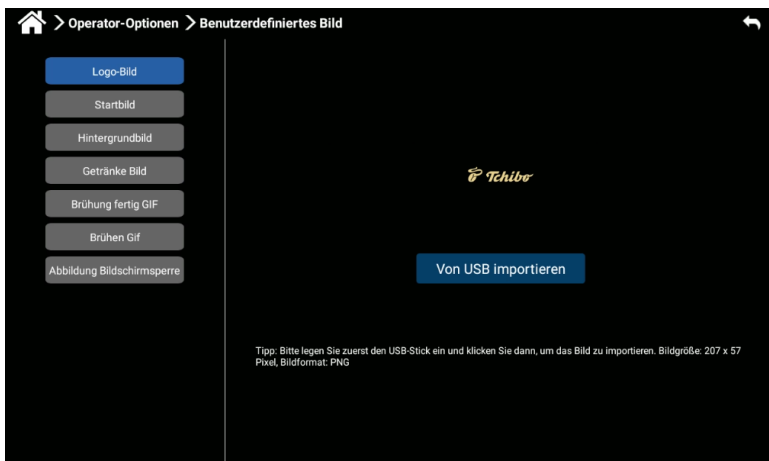 Operator-Optionen > Benutzerdefiniertes Bild
Logo-Bild
Startbild
Hintergrundbild
Getränke Bild
Brühung fertig GIF
Brühen Gif
Abbildung Bildschirmsperre
Tchibo
Von USB importieren
Tipp: Bitte legen Sie zuerst den USB-Stick ein und klicken Sie dann, um das Bild zu importieren. Bildgröße: 207 x 57
Pixel, Bildformat: PNG